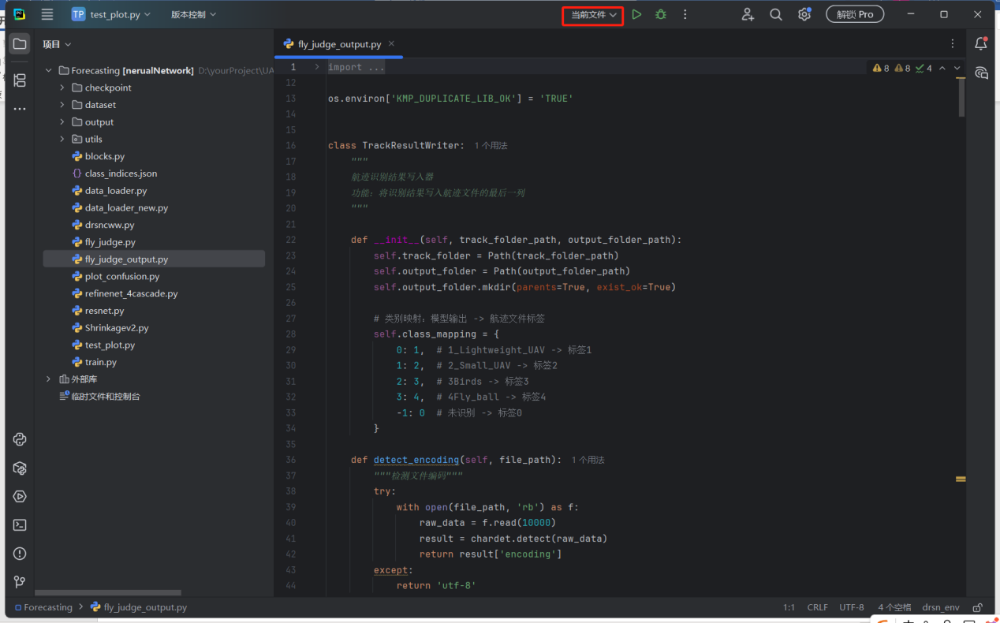 TP test_plot.py 版本控制 当前文件 解锁 Pro
项目
fly_judge_output.py
Forecasting [nerualNetwork] D:\yourProject\UA
checkpoint
dataset
output
utils
blocks.py
class_indices.json
data_loader.py
data_loader_new.py
drsncww.py
fly_judge.py
fly_judge_output.py
plot_confusion.py
refinenet_4cascade.py
resnet.py
Shrinkagev2.py
test_plot.py
train.py
外部库
临时文件和控制台
8 8 4
1 import ...
12
13 os.environ['KMP_DUPLICATE_LIB_OK'] = 'TRUE'
14
15
16 class TrackResultWriter: 1 个用法
17 """
18 航迹识别结果写入器
19 功能：将识别结果写入航迹文件的最后一列
20 """
21
22 def __init__(self, track_folder_path, output_folder_path):
23 self.track_folder = Path(track_folder_path)
24 self.output_folder = Path(output_folder_path)
25 self.output_folder.mkdir(parents=True, exist_ok=True)
26
27 # 类别映射：模型输出 -> 航迹文件标签
28 self.class_mapping = {
29 0: 1, # 1_Lightweight_UAV -> 标签1
30 1: 2, # 2_Small_UAV -> 标签2
31 2: 3, # 3Birds -> 标签3
32 3: 4, # 4Fly_ball -> 标签4
33 -1: 0 # 未识别 -> 标签0
34 }
35
36 def detect_encoding(self, file_path): 1 个用法
37 """检测文件编码"""
38 try:
39 with open(file_path, 'rb') as f:
40 raw_data = f.read(10000)
41 result = chardet.detect(raw_data)
42 return result['encoding']
43 except:
44 return 'utf-8'
Forecasting > fly_judge_output.py 1:1 CRLF UTF-8 4 个空格 drsn_env